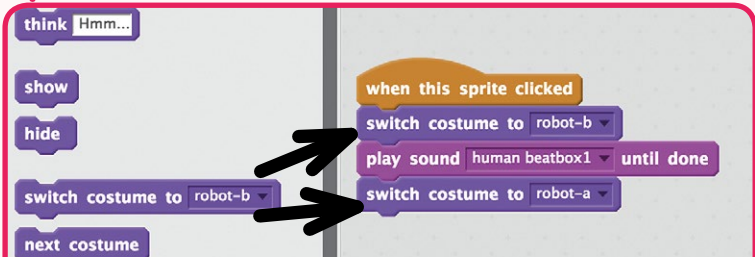 think Hmm...
show
hide
switch costume to robot-b
next costume
when this sprite clicked
switch costume to robot-b
play sound human beatbox1 until done
switch costume to robot-a